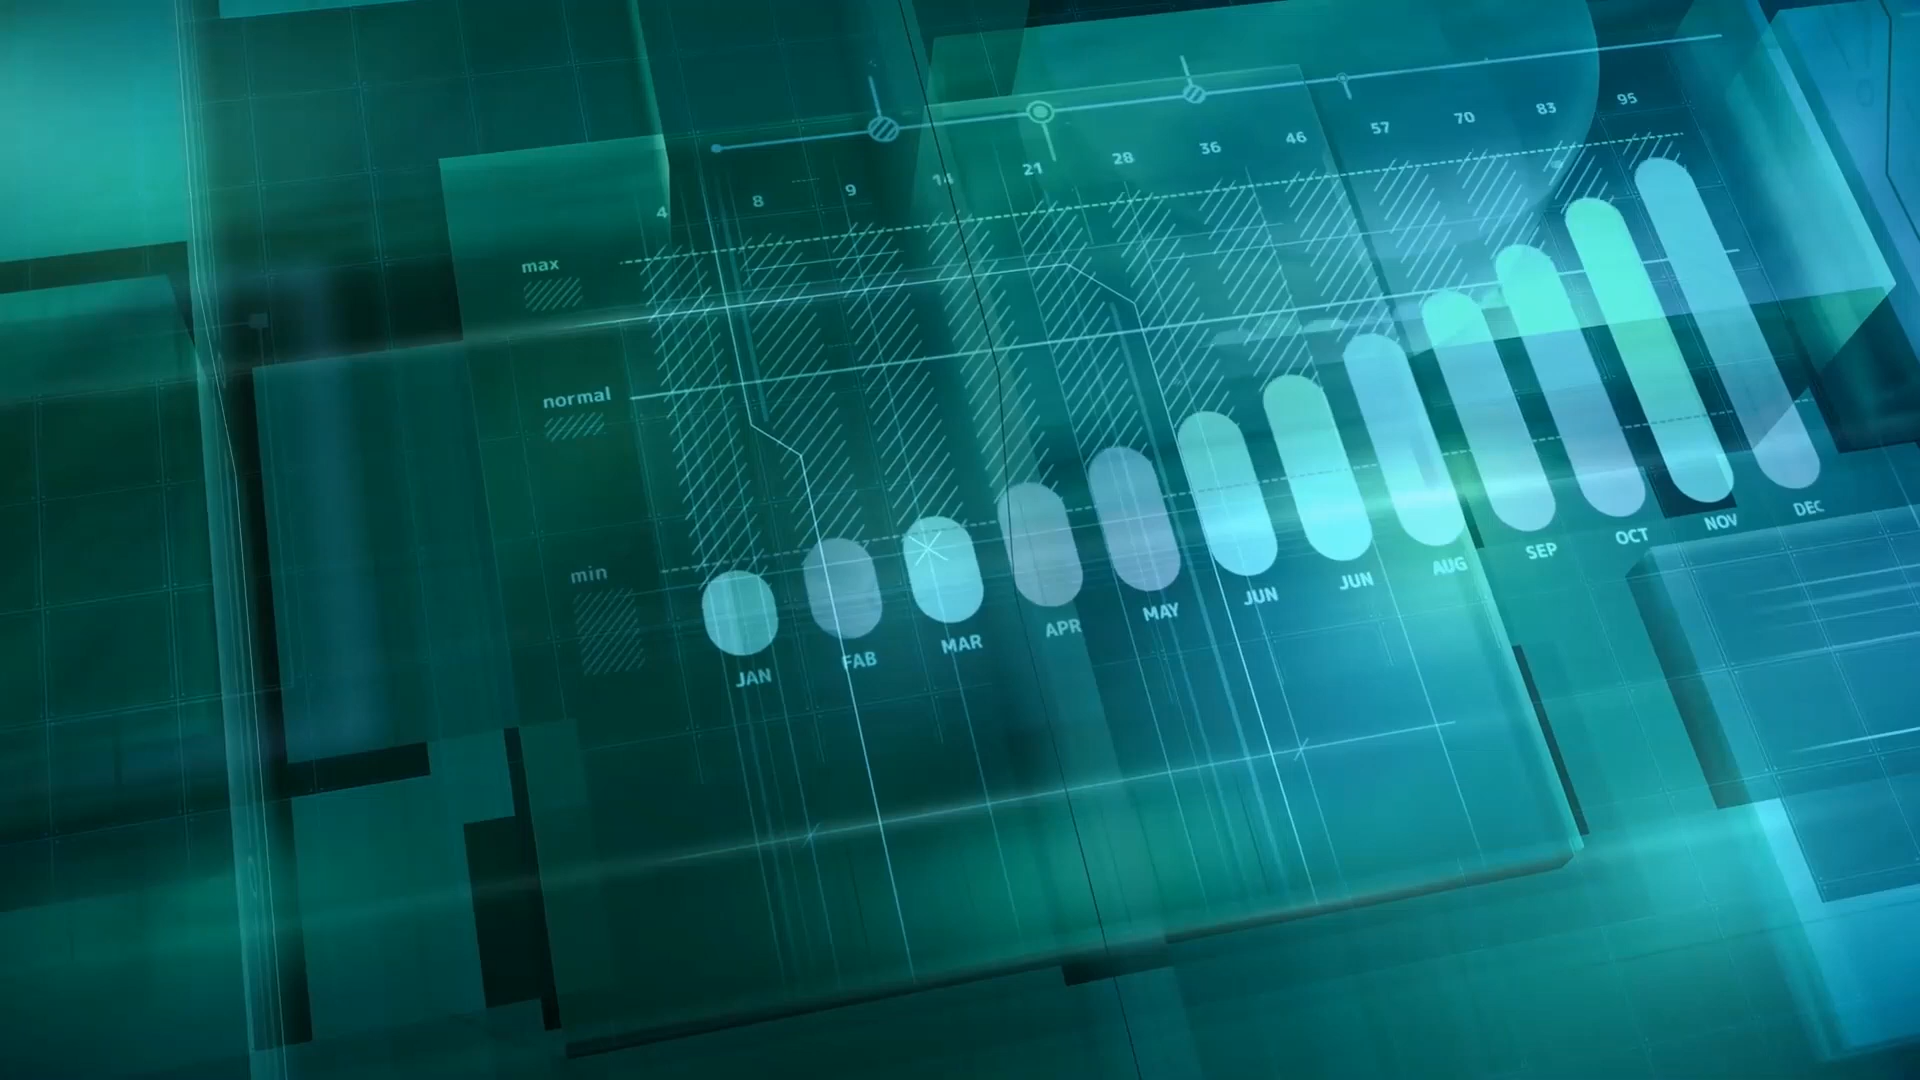 4 8 9 14 21 28 36 46 57 70 83 95
max
normal
min
JAN FAB MAR APR MAY JUN JUN AUG SEP OCT NOV DEC